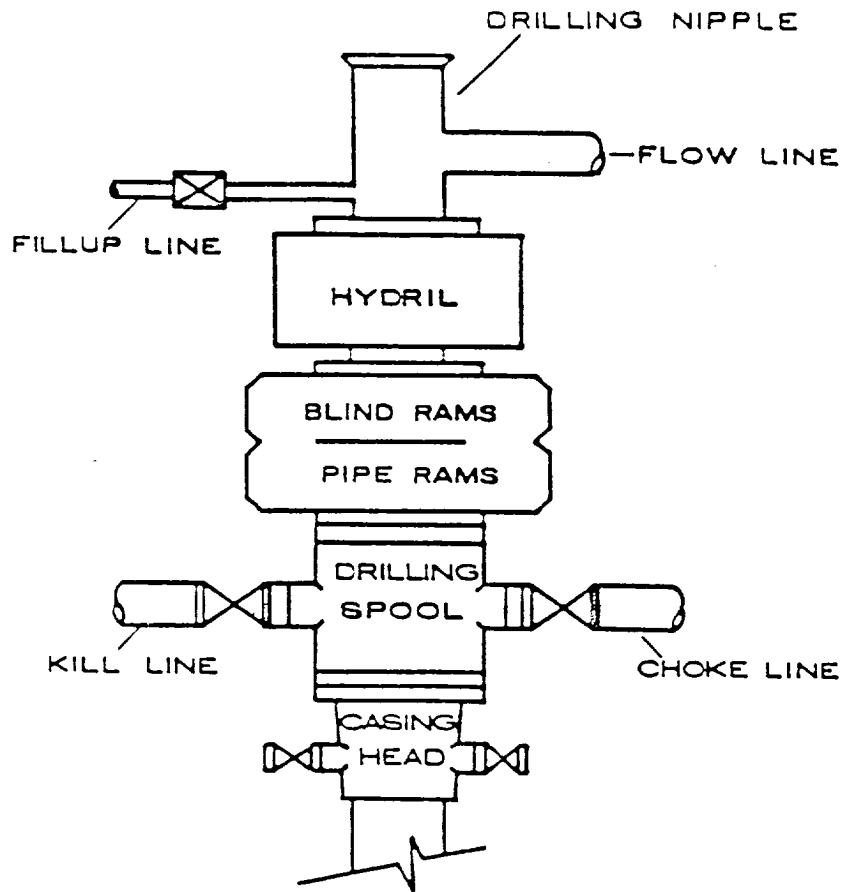 DRILLING NIPPLE
FLOW LINE
FILLUP LINE
HYDRIL
BLIND RAMS
PIPE RAMS
DRILLING
SPOOL
KILL LINE
CHOKE LINE
CASING
HEAD